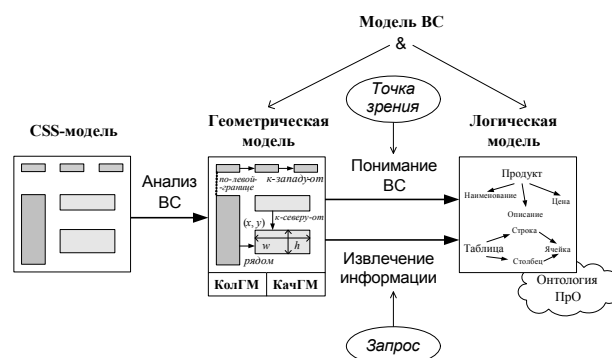 Модель ВС
&
Точка
зрения
CSS-модель
Геометрическая
модель
Логическая
модель
Анализ
ВС
по-левой-
-границе
к-западу-от
к-северу-от
(x, y)
w
h
рядом
КолГМ
КачГМ
Понимание
ВС
Извлечение
информации
Запрос
Продукт
Наименование
Цена
Описание
Строка
Таблица
Ячейка
Столбец
Онтология
ПрО